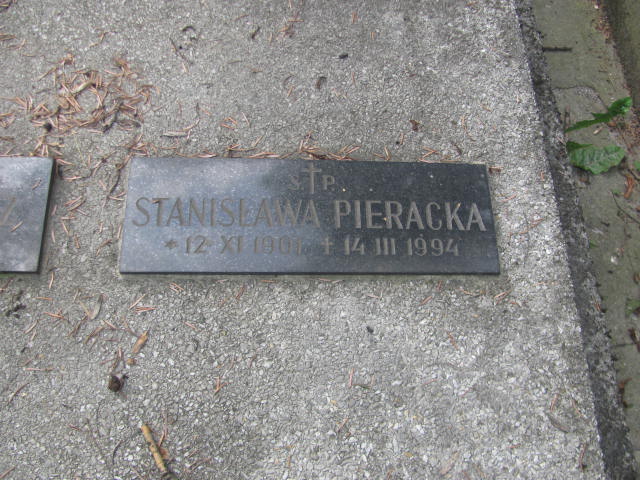 Ś†P.
STANISŁAWA PIERACKA
* 12 XI 1901 † 14 III 1994